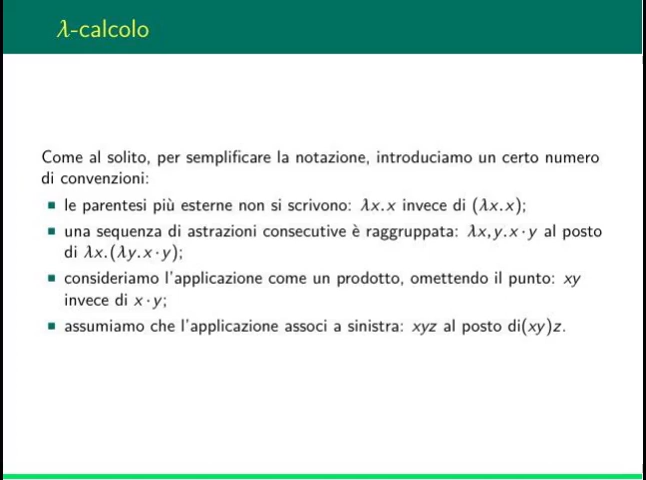 λ-calcolo
Come al solito, per semplificare la notazione, introduciamo un certo numero
di convenzioni:
▪ le parentesi più esterne non si scrivono: λx.x invece di (λx.x);
▪ una sequenza di astrazioni consecutive è raggruppata: λx,y.x·y al posto
di λx.(λy.x·y);
▪ consideriamo l'applicazione come un prodotto, omettendo il punto: xy
invece di x·y;
▪ assumiamo che l'applicazione associ a sinistra: xyz al posto di(xy)z.